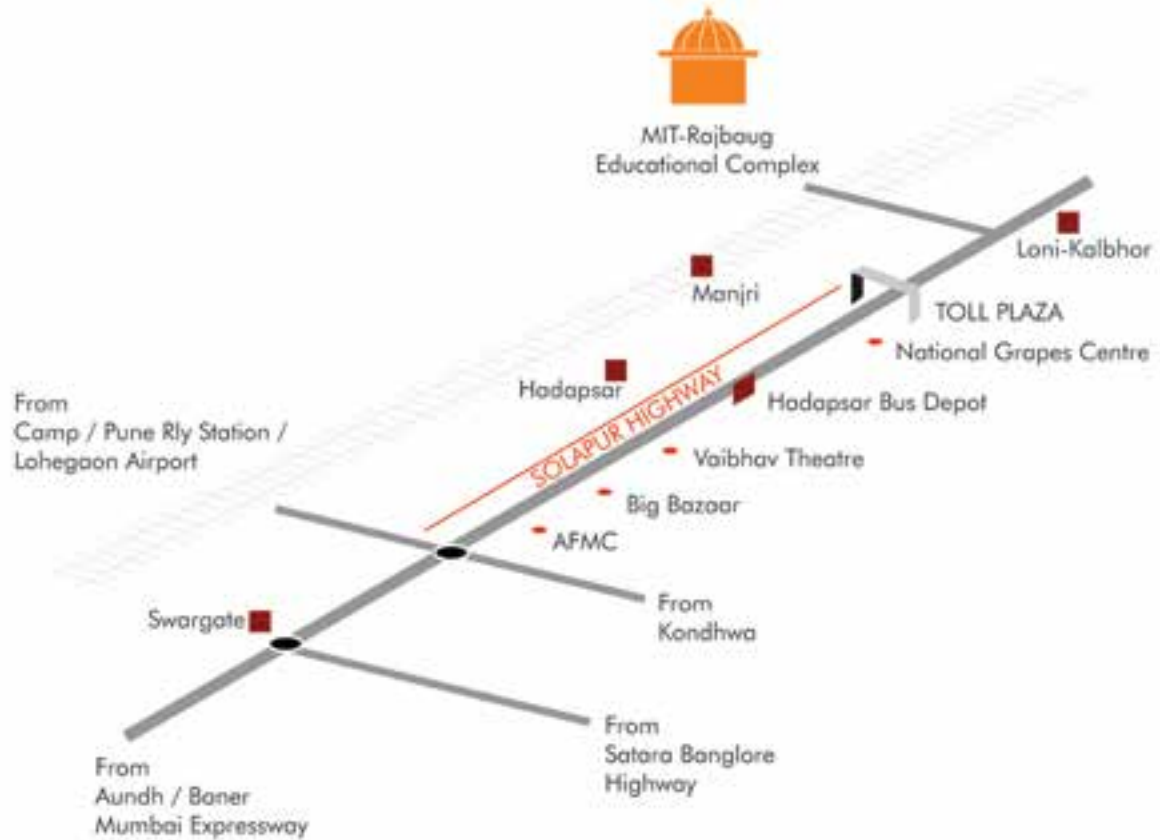 MIT-Rajbaug
Educational Complex
Loni-Kalbhor
Manjri
TOLL PLAZA
National Grapes Centre
Hadapsar
SOLAPUR HIGHWAY
Hadapsar Bus Depot
From
Camp / Pune Rly Station /
Lohegaon Airport
Vaibhav Theatre
Big Bazaar
AFMC
Swargate
From
Kondhwa
From
Satara Banglore
Highway
From
Aundh / Baner
Mumbai Expressway